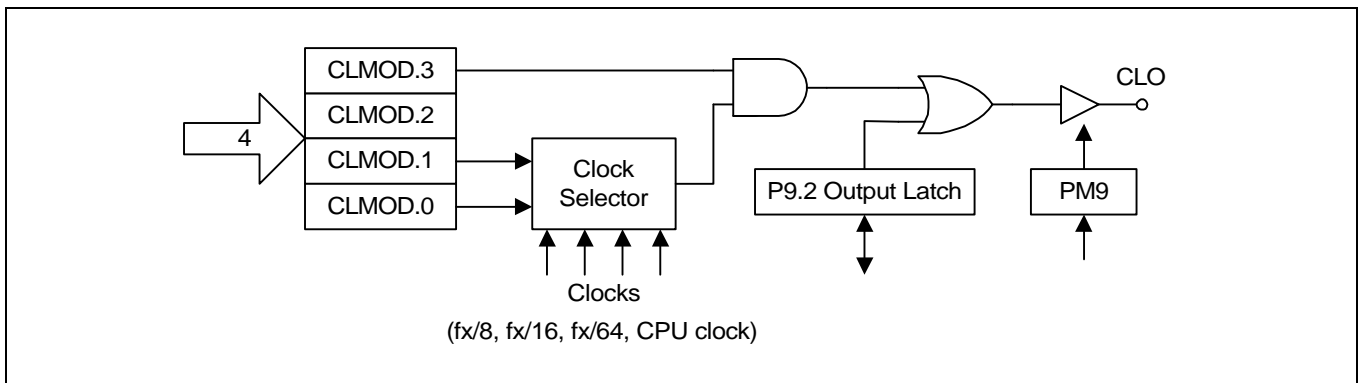 CLMOD.3
CLO
CLMOD.2
4
CLMOD.1
Clock
Selector
P9.2 Output Latch
PM9
CLMOD.0
Clocks
(fx/8, fx/16, fx/64, CPU clock)